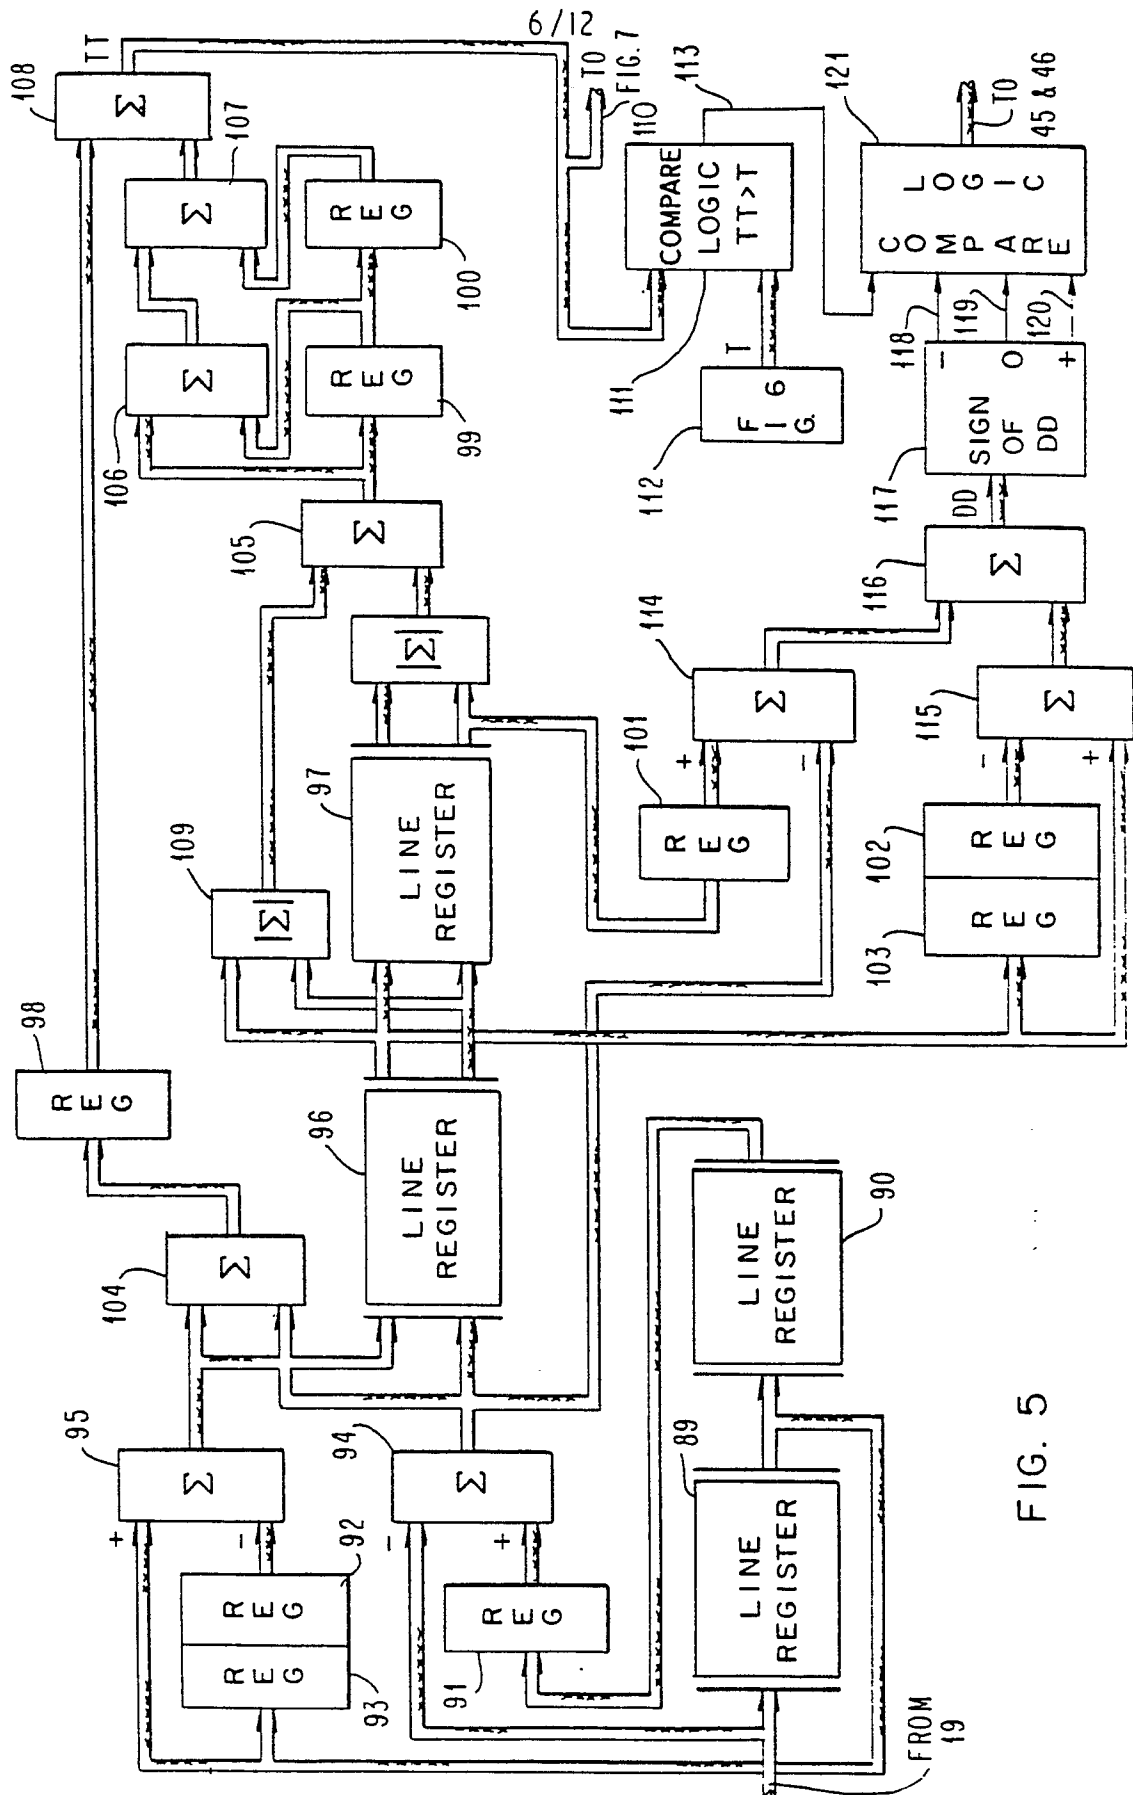 6/12
108
Σ
TT
107
Σ
REG
100
106
Σ
REG
99
105
Σ
98
REG
109
|Σ|
|Σ|
97
LINE
REGISTER
96
LINE
REGISTER
104
Σ
95
Σ
+
-
92
REG
REG
93
94
Σ
-
+
REG
91
89
LINE
REGISTER
90
LINE
REGISTER
FROM
19
101
REG
114
Σ
+
-
102
REG
REG
103
115
Σ
-
+
116
Σ
DD
117
SIGN
OF
DD
-
0
+
118
119
120
COMPARE
LOGIC
121
TO
45 & 46
TO
FIG. 7
110
COMPARE
LOGIC
TT>T
111
113
T
FIG. 6
112
FIG. 5